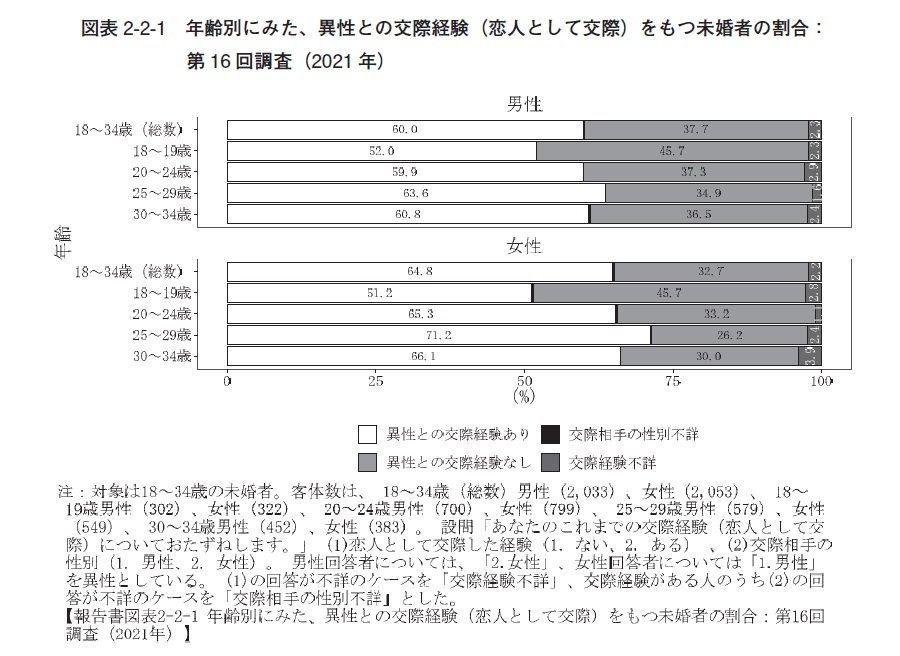 図表 2-2-1　年齢別にみた、異性との交際経験（恋人として交際）をもつ未婚者の割合：
第 16 回調査（2021 年）
男性
18～34歳（総数） 60.0 37.7 2.3
18～19歳 52.0 45.7 2.3
20～24歳 59.9 37.3 2.9
25～29歳 63.6 34.9
30～34歳 60.8 36.5 2.4
年齢
女性
18～34歳（総数） 64.8 32.7 2.2
18～19歳 51.2 45.7 2.8
20～24歳 65.3 33.2
25～29歳 71.2 26.2 2.4
30～34歳 66.1 30.0 3.9
0 25 50 75 100
(%)
異性との交際経験あり 交際相手の性別不詳
異性との交際経験なし 交際経験不詳
注：対象は18～34歳の未婚者。客体数は、 18～34歳（総数）男性（2,033）、女性（2,053）、 18～
19歳男性（302）、女性（322）、 20～24歳男性（700）、女性（799）、 25～29歳男性（579）、女性
（549）、 30～34歳男性（452）、女性（383）。 設問「あなたのこれまでの交際経験（恋人として交
際）についておたずねします。」 (1)恋人として交際した経験（1. ない、2. ある） 、(2)交際相手の
性別（1. 男性、2. 女性）。 男性回答者については、「2.女性」、女性回答者については「1.男性」
を異性としている。 (1)の回答が不詳のケースを「交際経験不詳」、交際経験がある人のうち(2)の回
答が不詳のケースを「交際相手の性別不詳』とした。
【報告書図表2-2-1 年齢別にみた、異性との交際経験（恋人として交際）をもつ未婚者の割合：第16回
調査（2021年）】